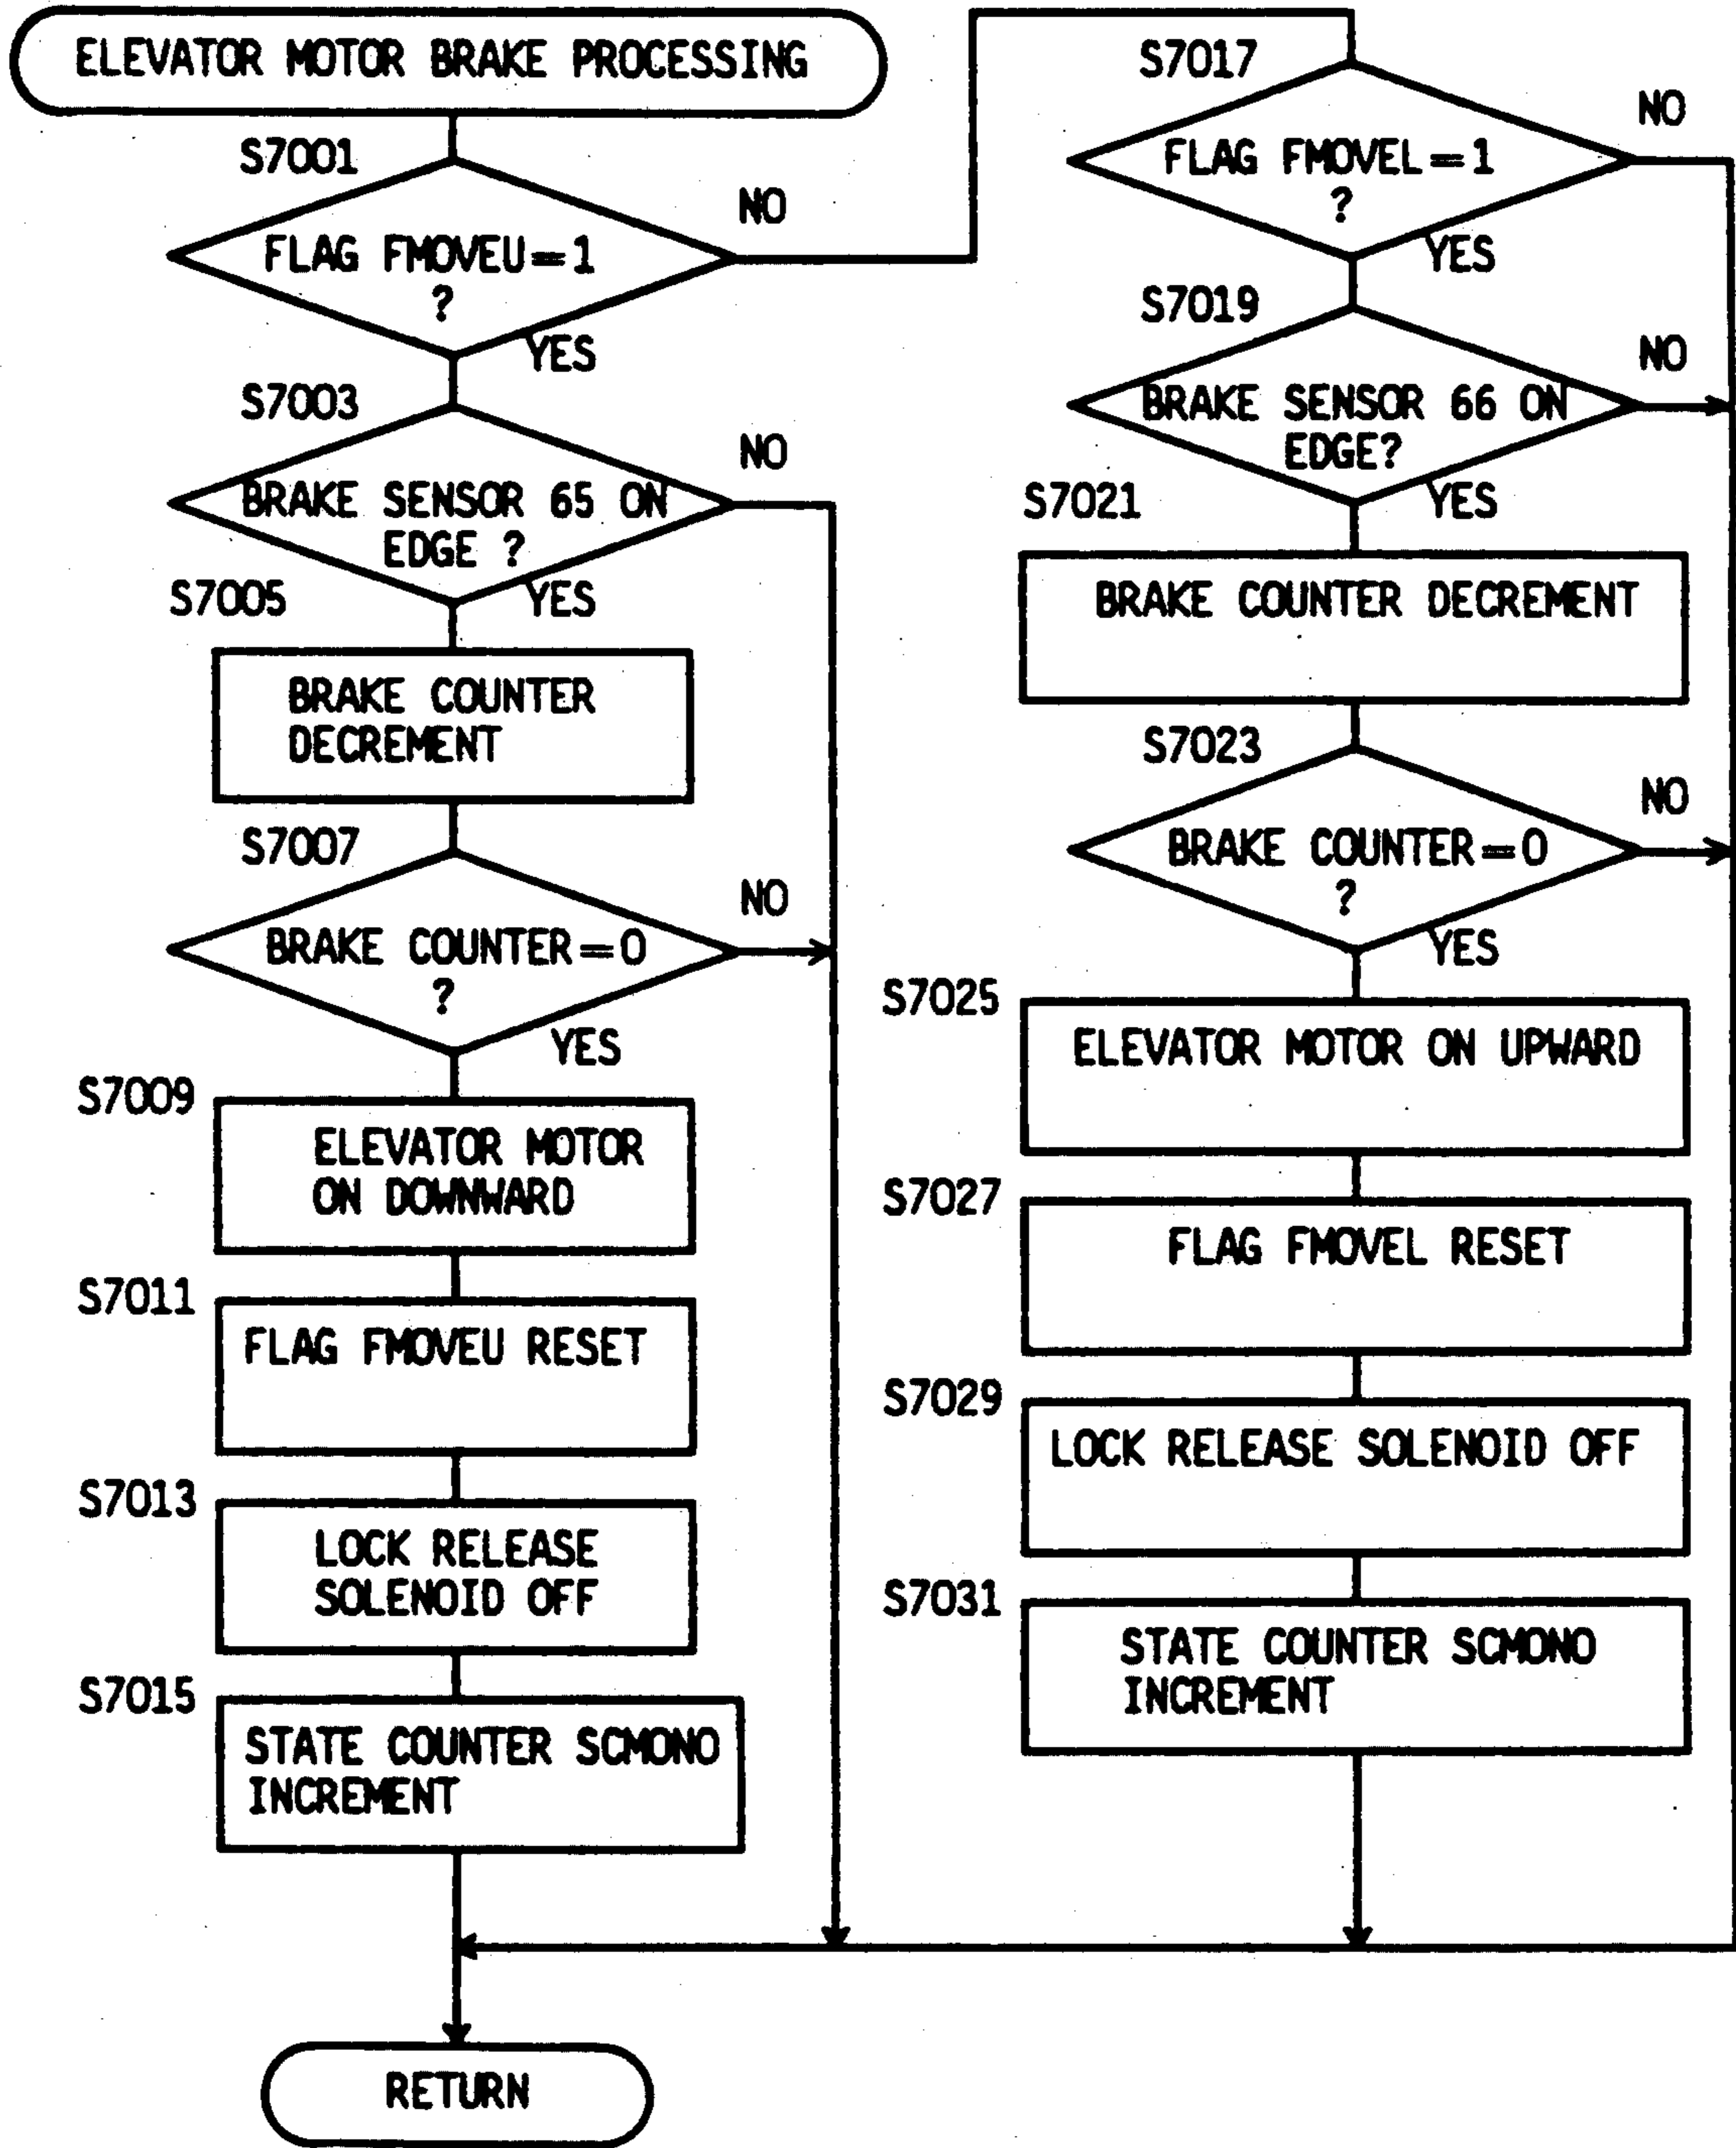 ELEVATOR MOTOR BRAKE PROCESSING
S7001
FLAG FMOVEU=1
?
NO
YES
S7003
BRAKE SENSOR 65 ON
EDGE ?
NO
YES
S7005
BRAKE COUNTER
DECREMENT
S7007
BRAKE COUNTER=0
?
NO
YES
S7009
ELEVATOR MOTOR
ON DOWNWARD
S7011
FLAG FMOVEU RESET
S7013
LOCK RELEASE
SOLENOID OFF
S7015
STATE COUNTER SCMONO
INCREMENT
RETURN
S7017
FLAG FMOVEL=1
?
NO
YES
S7019
BRAKE SENSOR 66 ON
EDGE?
NO
YES
S7021
BRAKE COUNTER DECREMENT
S7023
BRAKE COUNTER=0
?
NO
YES
S7025
ELEVATOR MOTOR ON UPWARD
S7027
FLAG FMOVEL RESET
S7029
LOCK RELEASE SOLENOID OFF
S7031
STATE COUNTER SCMONO
INCREMENT